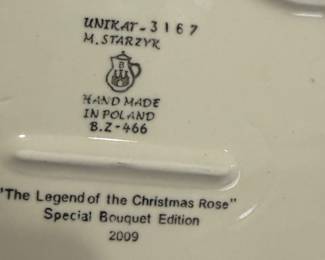 UNIKAT - 3167
M. STARZYK
B
HAND MADE
IN POLAND
B.Z-466
"The Legend of the Christmas Rose"
Special Bouquet Edition
2009